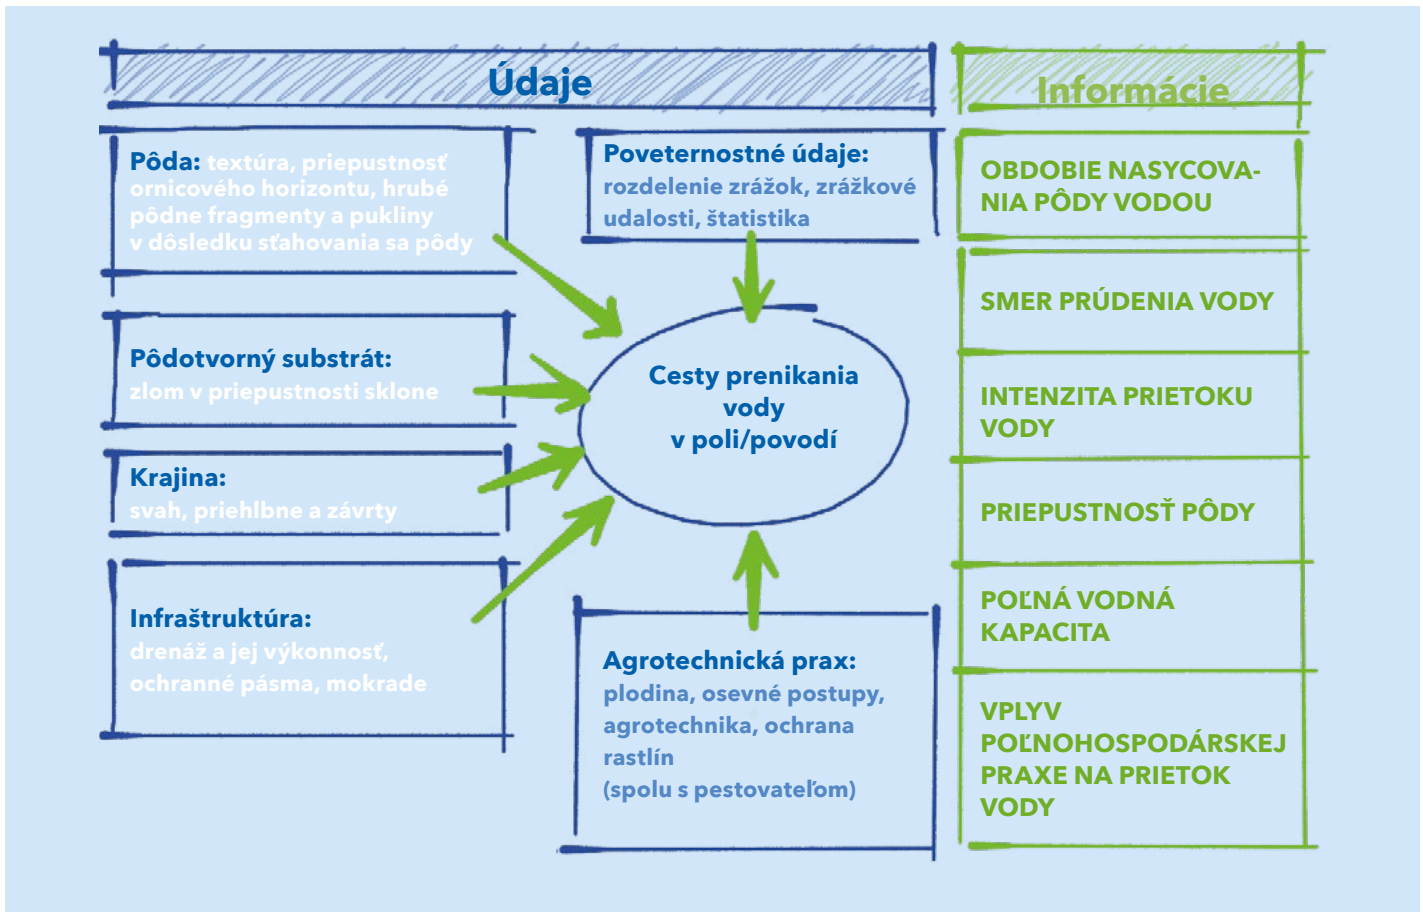 Údaje
Informácie
Pôda: textúra, priepustnosť
ornicového horizontu, hrubé
pôdne fragmenty a pukliny
v dôsledku sťahovania sa pôdy
Poveternostné údaje:
rozdelenie zrážok, zrážkové
udalosti, štatistika
Pôdotvorný substrát:
zlom v priepustnosti sklone
Krajina:
svah, priehlbne a závrty
Infraštruktúra:
drenáž a jej výkonnosť,
ochranné pásma, mokrade
Cesty prenikania
vody
v poli/povodí
Agrotechnická prax:
plodina, osevné postupy,
agrotechnika, ochrana
rastlín
(spolu s pestovateľom)
OBDOBIE NASYCOVA-
NIA PÔDY VODOU
SMER PRÚDENIA VODY
INTENZITA PRIETOKU
VODY
PRIEPUSTNOSŤ PÔDY
POĽNÁ VODNÁ
KAPACITA
VPLYV
POĽNOHOSPODÁRSKEJ
PRAXE NA PRIETOK
VODY